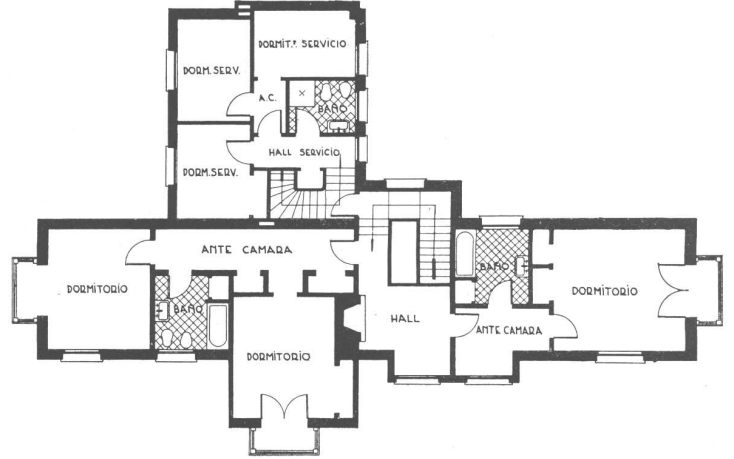 DORMIT.º SERVICIO
DORM. SERV.
A.C.
BAÑO
HALL SERVICIO
DORM. SERV.
ANTE CAMARA
BAÑO
DORMITORIO
DORMITORIO
BAÑO
HALL
ANTE CAMARA
DORMITORIO